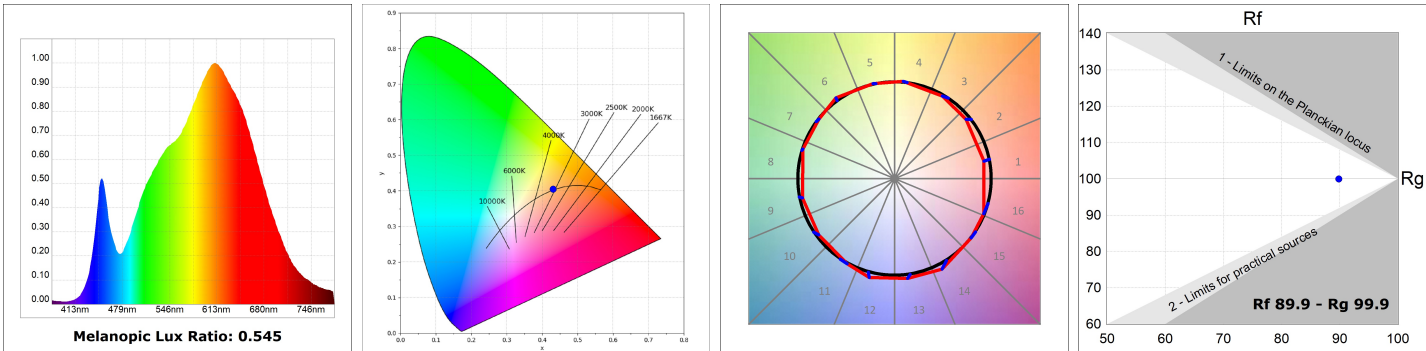 1.00
0.90
0.80
0.70
0.60
0.50
0.40
0.30
0.20
0.10
0.00
413nm 479nm 546nm 613nm 680nm 746nm
Melanopic Lux Ratio: 0.545
0.9
0.8
0.7
0.6
0.5
0.4
0.3
0.2
0.1
0.0
y
0.0 0.1 0.2 0.3 0.4 0.5 0.6 0.7 0.8
x
1667K
2000K
2500K
3000K
4000K
6000K
10000K
1
2
3
4
5
6
7
8
9
10
11
12
13
14
15
16
Rf
140
130
120
110
100
90
80
70
60
50 60 70 80 90 100
Rg
1 - Limits on the Planckian locus
2 - Limits for practical sources
Rf 89.9 - Rg 99.9